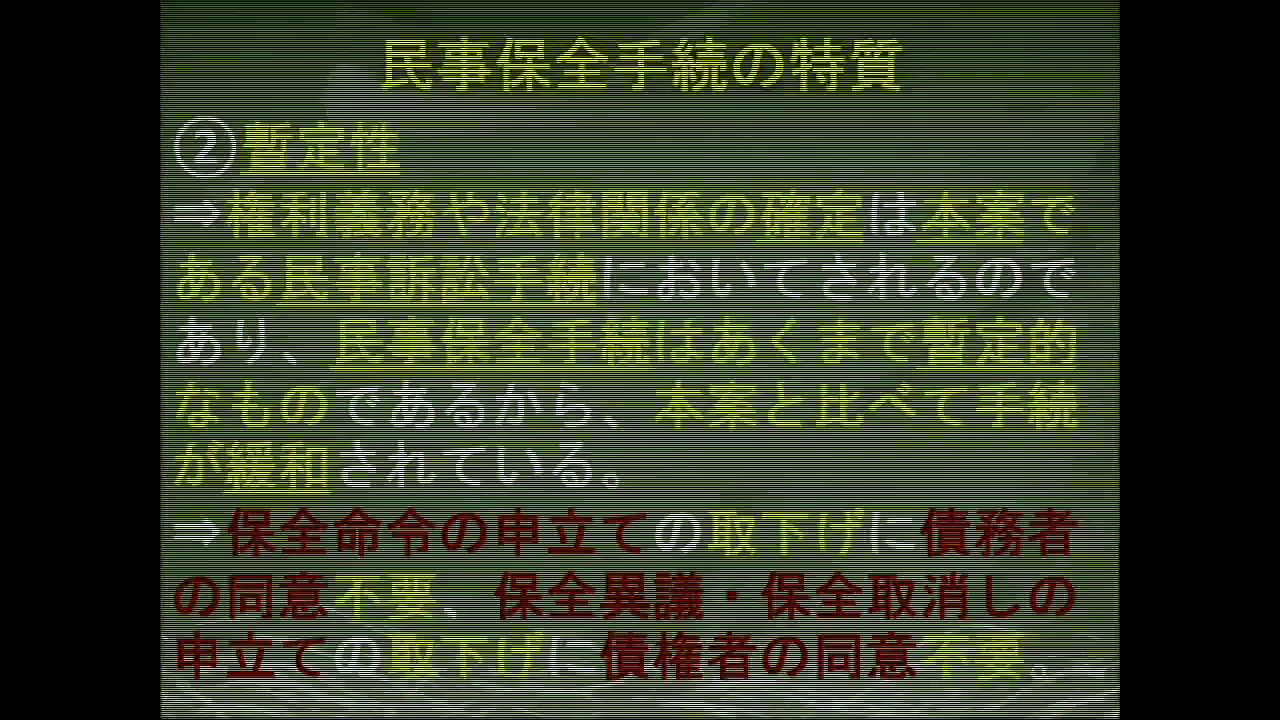 民事保全手続の特質
②暫定性
⇒権利義務や法律関係の確定は本案で
ある民事訴訟手続においてされるので
あり、民事保全手続はあくまで暫定的
なものであるから、本案と比べて手続
が緩和されている。
⇒保全命令の申立ての取下げに債務者
の同意不要、保全異議・保全取消しの
申立ての取下げに債権者の同意不要。